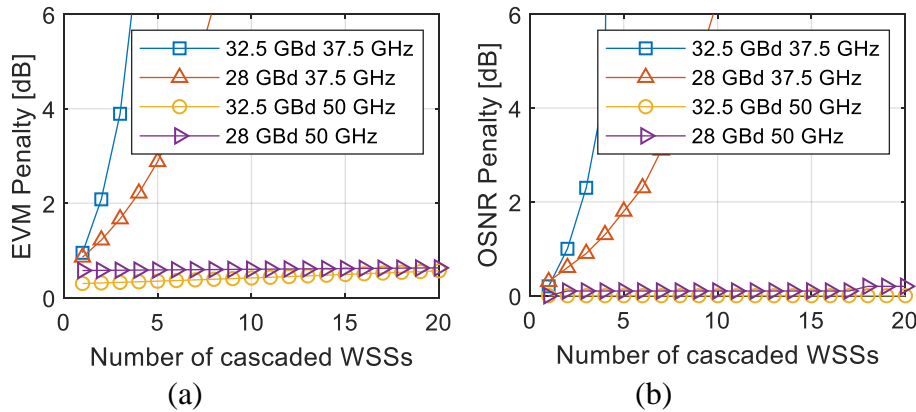 EVM Penalty [dB]
6
4
2
0
32.5 GBd 37.5 GHz
28 GBd 37.5 GHz
32.5 GBd 50 GHz
28 GBd 50 GHz
0 5 10 15 20
Number of cascaded WSSs
(a)
OSNR Penalty [dB]
6
4
2
0
32.5 GBd 37.5 GHz
28 GBd 37.5 GHz
32.5 GBd 50 GHz
28 GBd 50 GHz
0 5 10 15 20
Number of cascaded WSSs
(b)